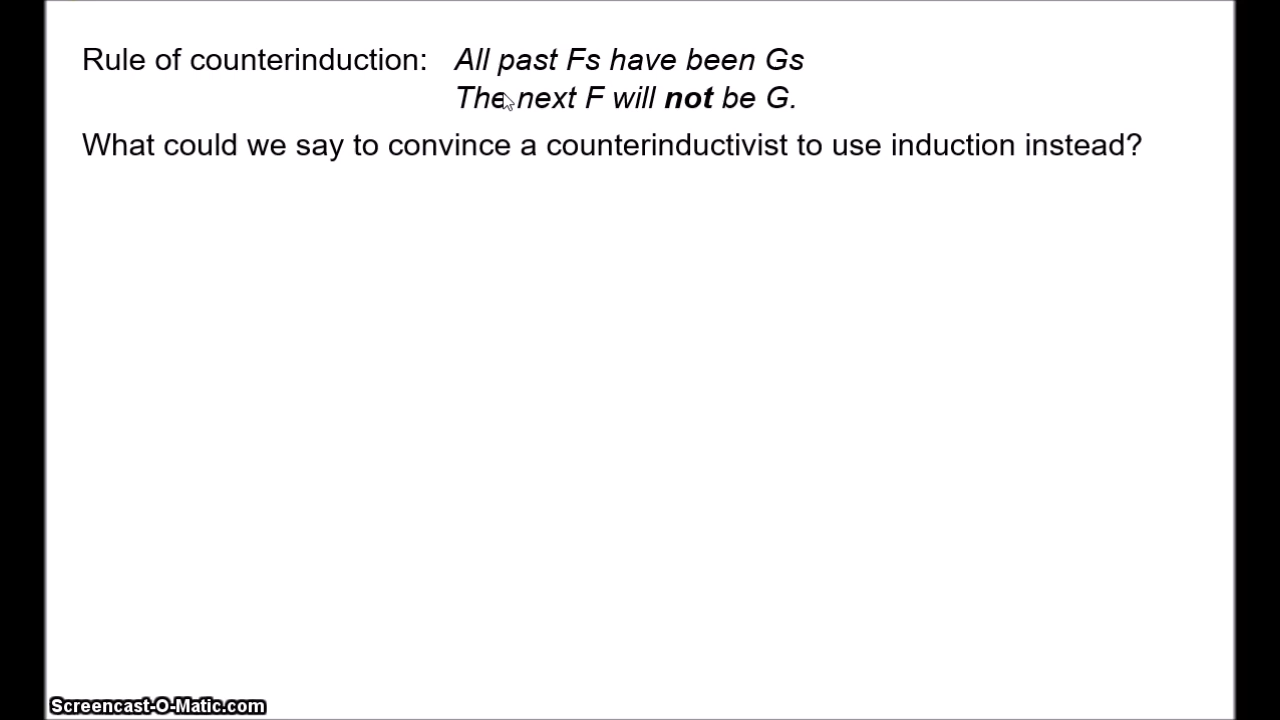 Rule of counterinduction: All past Fs have been Gs
The next F will not be G.
What could we say to convince a counterinductivist to use induction instead?
Screencast-O-Matic.com